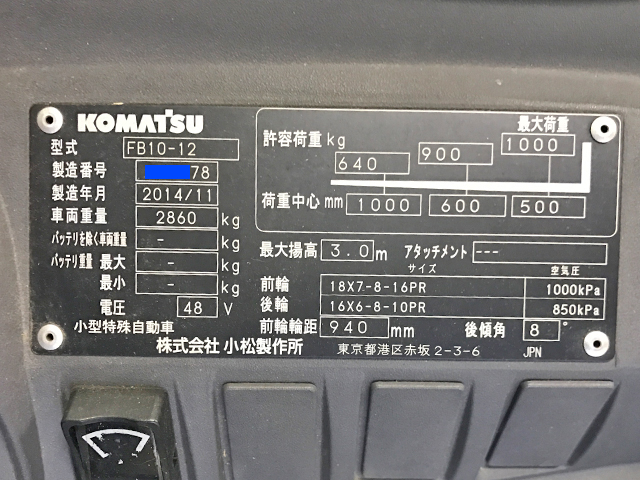 KOMATSU
型式 FB10-12
製造番号 78
製造年月 2014/11
車両重量 2860 kg
バッテリを除く車両重量 - kg
バッテリ重量 最大 - kg
最小 - kg
電圧 48 V
小型特殊自動車
最大荷重
許容荷重 kg 640 900 1000
荷重中心 mm 1000 600 500
最大揚高 3.0 m アタッチメント ---
サイズ 空気圧
前輪 18X7-8-16PR 1000kPa
後輪 16X6-8-10PR 850kPa
前輪輪距 940 mm 後傾角 8 °
株式会社 小松製作所 東京都港区赤坂2-3-6 JPN